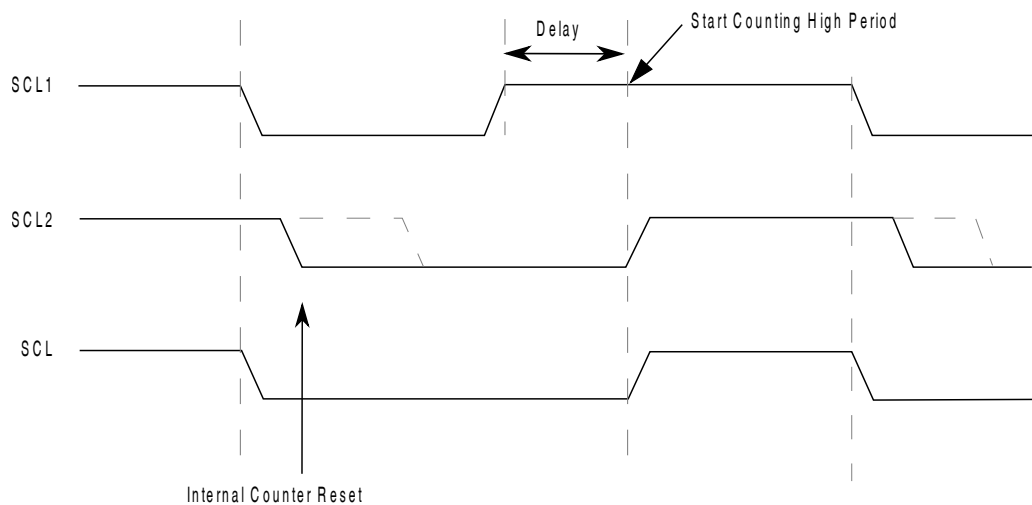 Delay
Start Counting High Period
SCL1
SCL2
SCL
Internal Counter Reset